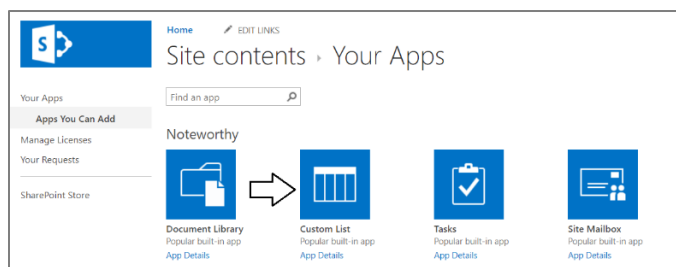 Home EDIT LINKS
Site contents › Your Apps
Find an app
Your Apps
Apps You Can Add
Manage Licenses
Your Requests
SharePoint Store
Noteworthy
Document Library Custom List Tasks Site Mailbox
Popular built-in app Popular built-in app Popular built-in app Popular built-in app
App Details App Details App Details App Details